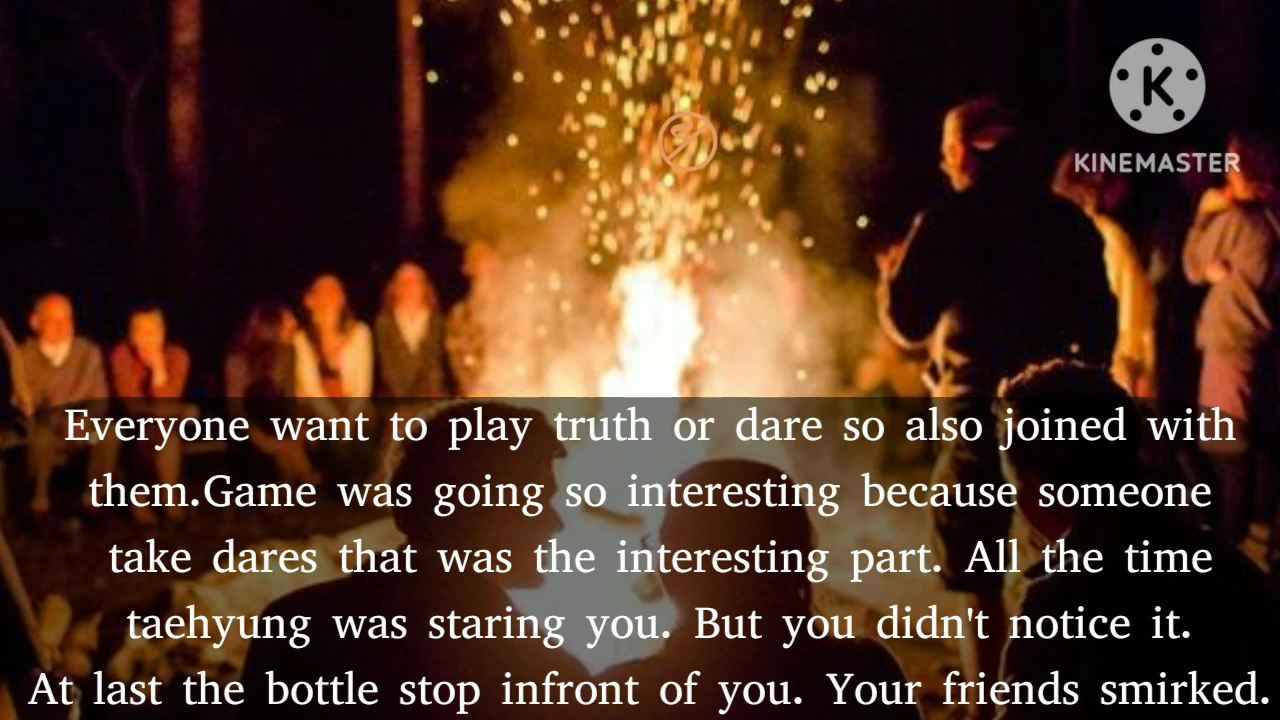 K
KINEMASTER
Everyone want to play truth or dare so also joined with
them.Game was going so interesting because someone
take dares that was the interesting part. All the time
taehyung was staring you. But you didn't notice it.
At last the bottle stop infront of you. Your friends smirked.